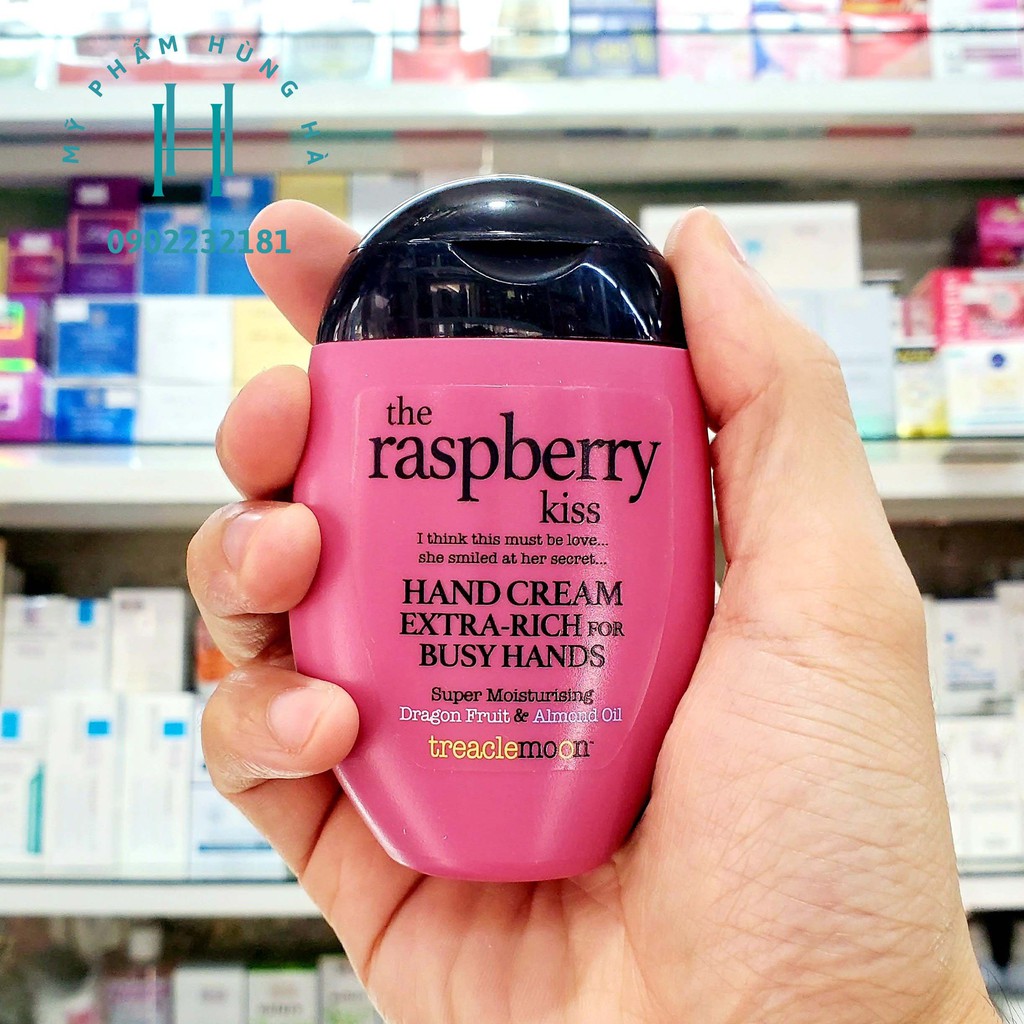 MỸ PHẨM HÙNG HÀ
0902232181
the
raspberry
kiss
I think this must be love...
she smiled at her secret...
HAND CREAM
EXTRA-RICH FOR
BUSY HANDS
Super Moisturising
Dragon Fruit & Almond Oil
treaclemoon™